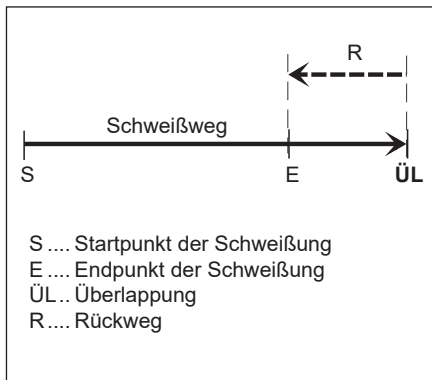 R
Schweißweg
S E ÜL
S .... Startpunkt der Schweißung
E .... Endpunkt der Schweißung
ÜL .. Überlappung
R .... Rückweg